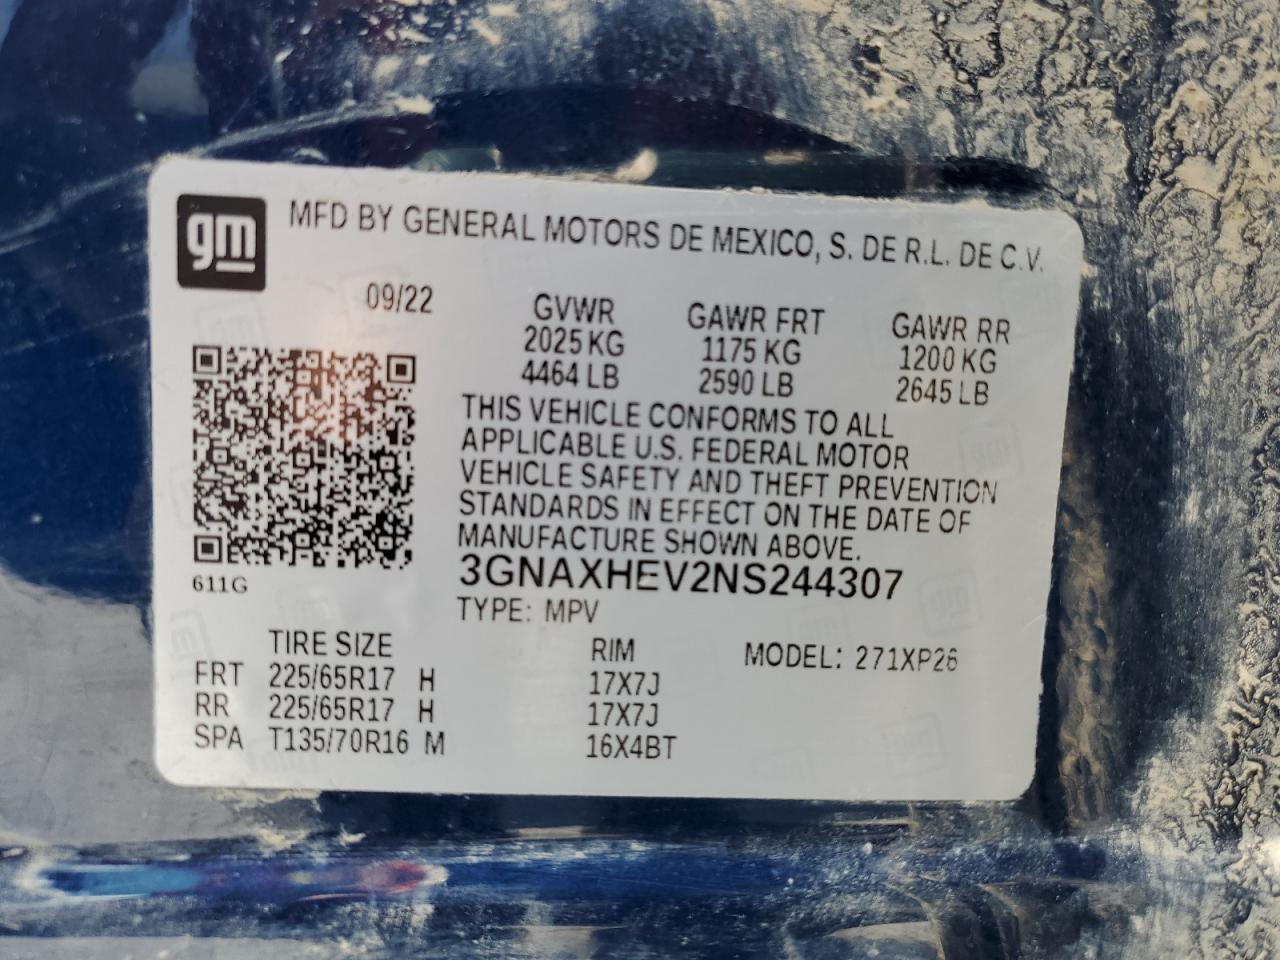 gm
MFD BY GENERAL MOTORS DE MEXICO, S. DE R.L. DE C.V.
09/22
GVWR GAWR FRT GAWR RR
2025 KG 1175 KG 1200 KG
4464 LB 2590 LB 2645 LB
THIS VEHICLE CONFORMS TO ALL
APPLICABLE U.S. FEDERAL MOTOR
VEHICLE SAFETY AND THEFT PREVENTION
STANDARDS IN EFFECT ON THE DATE OF
MANUFACTURE SHOWN ABOVE.
3GNAXHEV2NS244307
611G
TYPE: MPV
TIRE SIZE RIM MODEL: 271XP26
FRT 225/65R17 H 17X7J
RR 225/65R17 H 17X7J
SPA T135/70R16 M 16X4BT